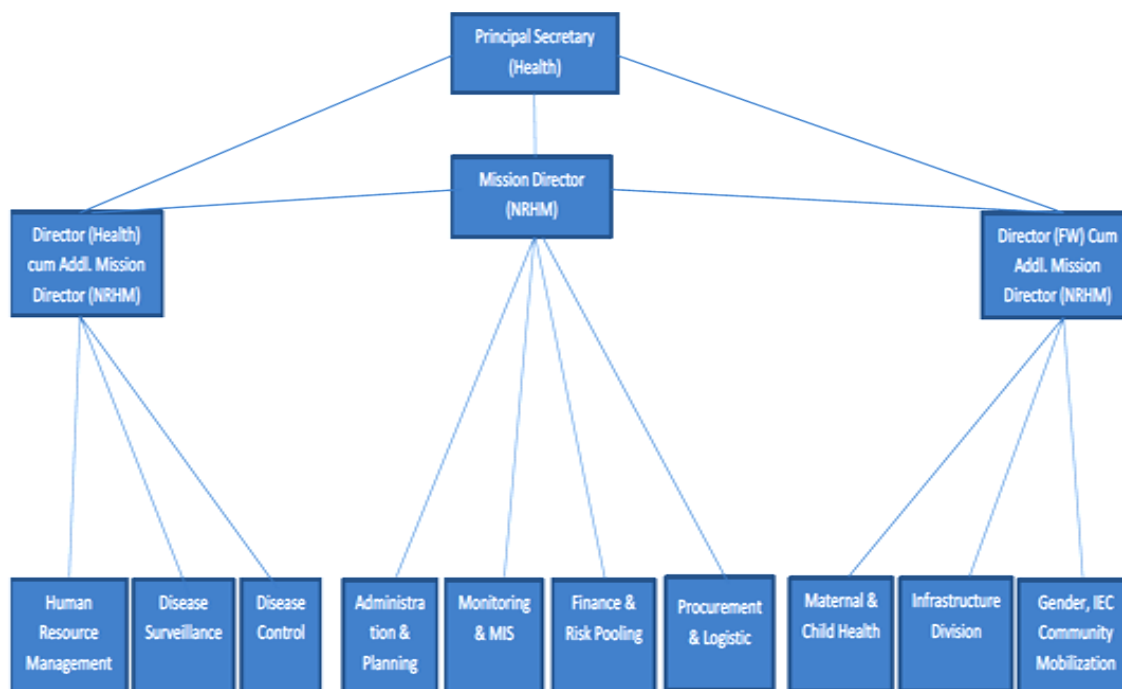 Principal Secretary
(Health)
Mission Director
(NRHM)
Director (Health)
cum Addl. Mission
Director (NRHM)
Director (FW) Cum
Addl. Mission
Director (NRHM)
Human
Resource
Management
Disease
Surveillance
Disease
Control
Administra
tion &
Planning
Monitoring
& MIS
Finance &
Risk Pooling
Procurement
& Logistic
Maternal &
Child Health
Infrastructure
Division
Gender, IEC
Community
Mobilization